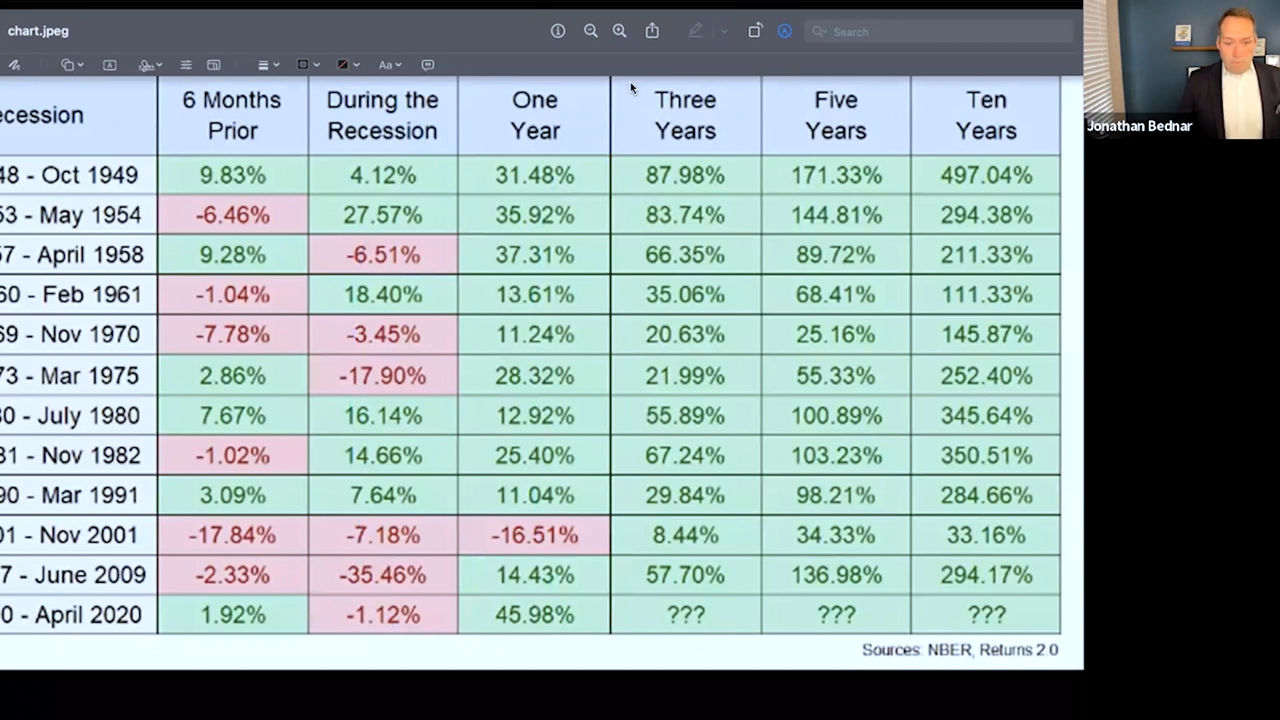 chart.jpeg
Search
Aa
Jonathan Bednar
ecession 6 Months Prior During the Recession One Year Three Years Five Years Ten Years
48 - Oct 1949 9.83% 4.12% 31.48% 87.98% 171.33% 497.04%
53 - May 1954 -6.46% 27.57% 35.92% 83.74% 144.81% 294.38%
57 - April 1958 9.28% -6.51% 37.31% 66.35% 89.72% 211.33%
60 - Feb 1961 -1.04% 18.40% 13.61% 35.06% 68.41% 111.33%
69 - Nov 1970 -7.78% -3.45% 11.24% 20.63% 25.16% 145.87%
73 - Mar 1975 2.86% -17.90% 28.32% 21.99% 55.33% 252.40%
80 - July 1980 7.67% 16.14% 12.92% 55.89% 100.89% 345.64%
81 - Nov 1982 -1.02% 14.66% 25.40% 67.24% 103.23% 350.51%
90 - Mar 1991 3.09% 7.64% 11.04% 29.84% 98.21% 284.66%
01 - Nov 2001 -17.84% -7.18% -16.51% 8.44% 34.33% 33.16%
7 - June 2009 -2.33% -35.46% 14.43% 57.70% 136.98% 294.17%
0 - April 2020 1.92% -1.12% 45.98% ??? ??? ???
Sources: NBER, Returns 2.0